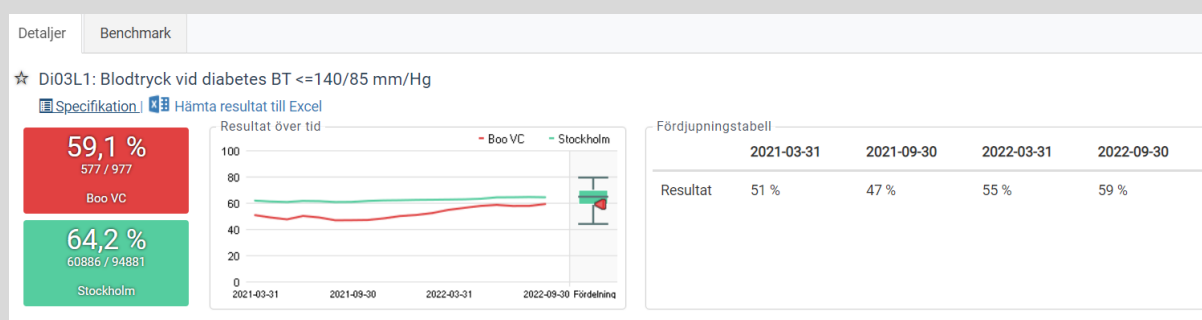 Detaljer Benchmark
Di03L1: Blodtryck vid diabetes BT <=140/85 mm/Hg
Specifikation | Hämta resultat till Excel
59,1 %
577 / 977
Boo VC
64,2 %
60886 / 94881
Stockholm
Resultat över tid
Boo VC Stockholm
100
80
60
40
20
0
2021-03-31 2021-09-30 2022-03-31 2022-09-30 Fördelning
Fördjupningstabell
2021-03-31 2021-09-30 2022-03-31 2022-09-30
Resultat 51 % 47 % 55 % 59 %